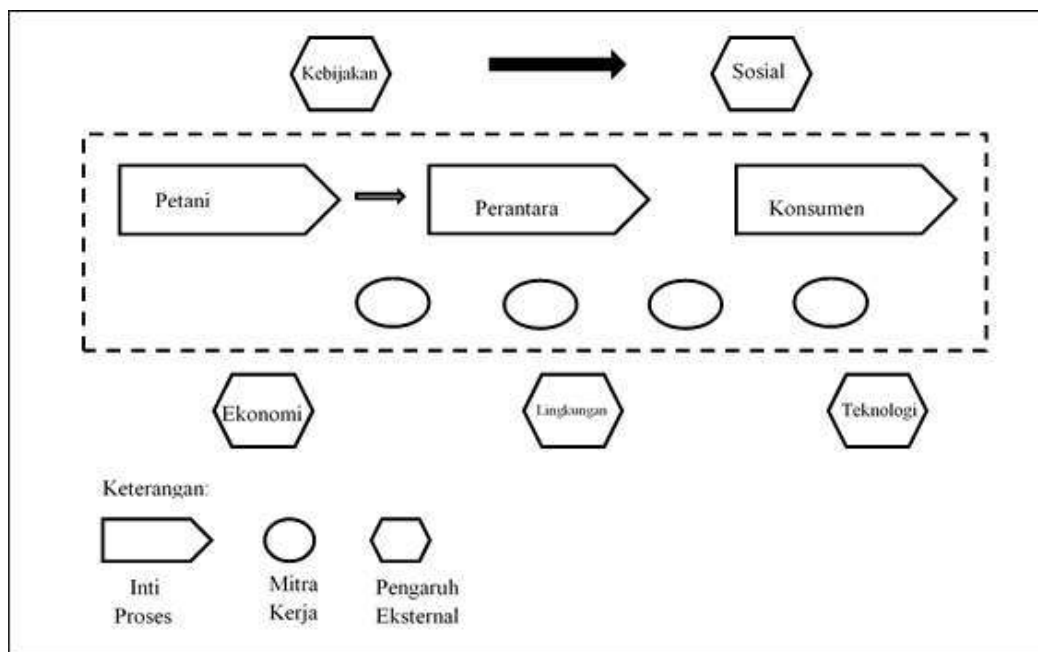 Kebijakan
Sosial
Petani
Perantara
Konsumen
Ekonomi
Lingkungan
Teknologi
Keterangan:
Inti
Proses
Mitra
Kerja
Pengaruh
Eksternal